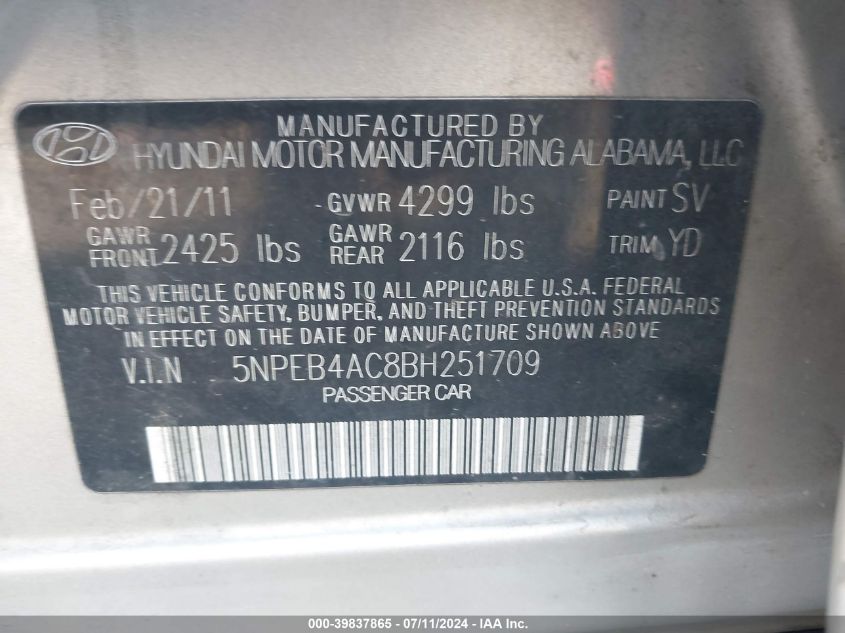 MANUFACTURED BY
HYUNDAI MOTOR MANUFACTURING ALABAMA, LLC
Feb/21/11 GVWR 4299 lbs PAINT SV
GAWR FRONT 2425 lbs GAWR REAR 2116 lbs TRIM YD
THIS VEHICLE CONFORMS TO ALL APPLICABLE U.S.A. FEDERAL
MOTOR VEHICLE SAFETY, BUMPER, AND THEFT PREVENTION STANDARDS
IN EFFECT ON THE DATE OF MANUFACTURE SHOWN ABOVE
V.I.N 5NPEB4AC8BH251709
PASSENGER CAR
000-39837865 - 07/11/2024 - IAA Inc.